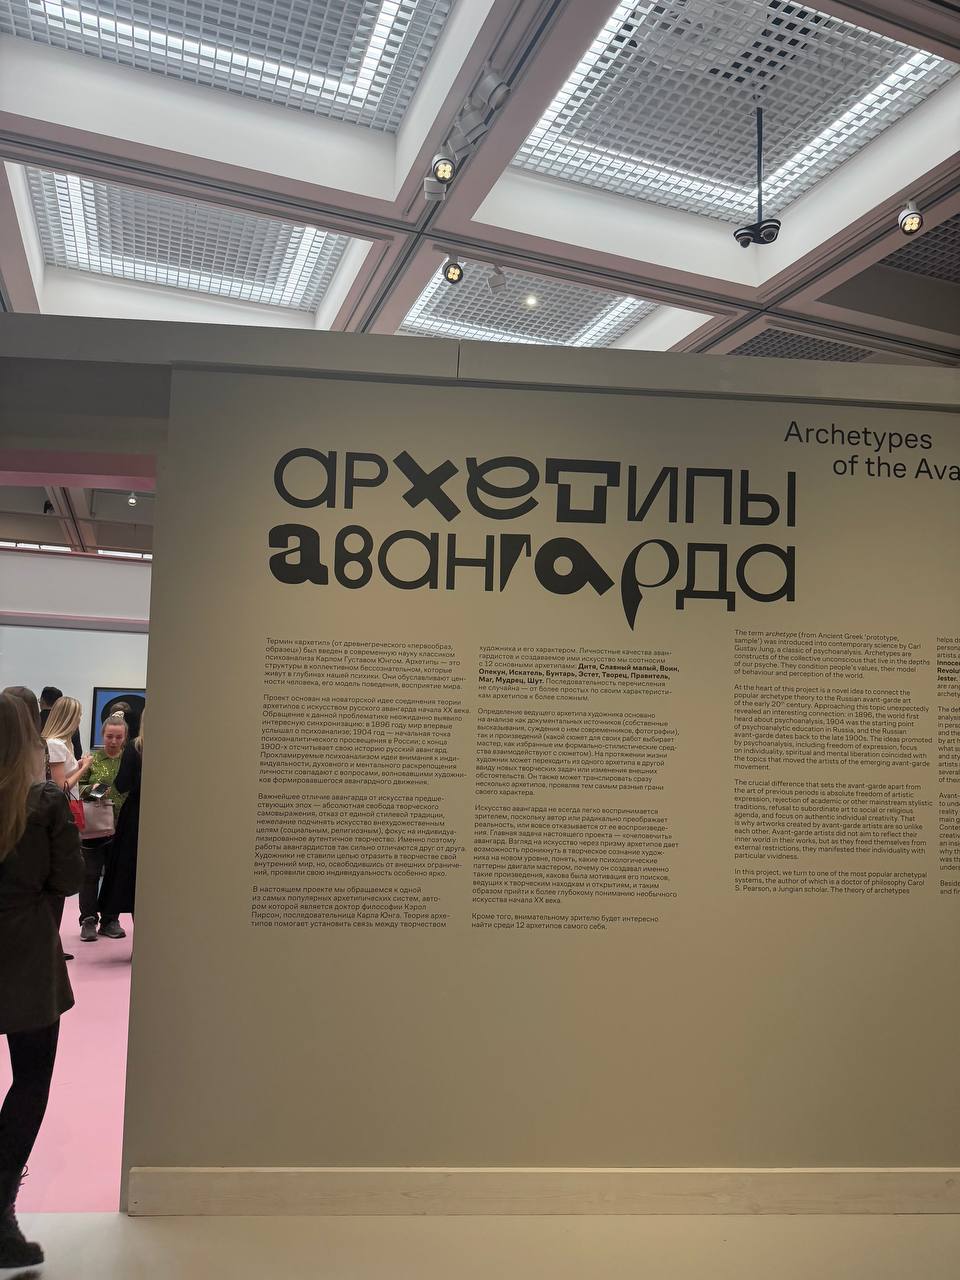 архетипы
авангарда
Archetypes
of the Ava
Термин «архетип» (от древнегреческого «первообраз,
образец») был введен в современную науку классиком
психоанализа Карлом Густавом Юнгом. Архетипы — это
структуры в коллективном бессознательном, которые
живут в глубинах нашей психики. Они обуславливают цен-
ности человека, его модель поведения, восприятие мира.
Проект основан на новаторской идее соединения теории
архетипов с искусством русского авангарда начала XX века.
Обращение к данной проблематике неожиданно выявило
интересную синхронизацию: в 1896 году мир впервые
услышал о психоанализе; 1904 год — начальная точка
психоаналитического просвещения в России; с конца
1900-х отсчитывает свою историю русский авангард.
Прокламируемые психоанализом идеи внимания к инди-
видуальности, духовного и ментального раскрепощения
личности совпадают с вопросами, волновавшими художни-
ков формировавшегося авангардного движения.
Важнейшее отличие авангарда от искусства предше-
ствующих эпох — абсолютная свобода творческого
самовыражения, отказ от единой стилевой традиции,
нежелание подчинять искусство внехудожественным
целям (социальным, религиозным), фокус на индивидуа-
лизированное аутентичное творчество. Именно поэтому
работы авангардистов так сильно отличаются друг от друга.
Художники не ставили целью отразить в творчестве свой
внутренний мир, но, освободившись от внешних ограниче-
ний, проявили свою индивидуальность особенно ярко.
В настоящем проекте мы обращаемся к одной
из самых популярных архетипических систем, авто-
ром которой является доктор философии Кэрол
Пирсон, последовательница Карла Юнга. Теория архе-
типов помогает установить связь между творчеством
художника и его характером. Личностные качества аван-
гардистов и создаваемое ими искусство мы соотносим
с 12 основными архетипами: Дитя, Славный малый, Воин,
Опекун, Искатель, Бунтарь, Эстет, Творец, Правитель,
Маг, Мудрец, Шут. Последовательность перечисления
не случайна — от более простых по своим характеристи-
кам архетипов к более сложным.
Определение ведущего архетипа художника основано
на анализе как документальных источников (собственные
высказывания, суждения о нем современников, фотографии),
так и произведений (какой сюжет для своих работ выбирает
мастер, как избранные им формально-стилистические сред-
ства взаимодействуют с сюжетом). На протяжении жизни
художник может переходить из одного архетипа в другой
ввиду новых творческих задач или изменения внешних
обстоятельств. Он также может транслировать сразу
несколько архетипов, проявляя тем самым разные грани
своего характера.
Искусство авангарда не всегда легко воспринимается
зрителем, поскольку автор или радикально преображает
реальность, или вовсе отказывается от ее воспроизведе-
ния. Главная задача настоящего проекта — «очеловечить»
авангард. Взгляд на искусство через призму архетипов дает
возможность проникнуть в творческое сознание худож-
ника на новом уровне, понять, какие психологические
паттерны двигали мастером, почему он создавал именно
такие произведения, какова была мотивация его поисков,
ведущих к творческим находкам и открытиям, и таким
образом прийти к более глубокому пониманию необычного
искусства начала XX века.
Кроме того, внимательному зрителю будет интересно
найти среди 12 архетипов самого себя.
The term archetype (from Ancient Greek 'prototype,
sample') was introduced into contemporary science by Carl
Gustav Jung, a classic of psychoanalysis. Archetypes are
constructs of the collective unconscious that live in the depths
of our psyche. They condition people's values, their model
of behaviour and perception of the world.
At the heart of this project is a novel idea to connect the
popular archetype theory to the Russian avant-garde art
of the early 20th century. Approaching this topic unexpectedly
revealed an interesting connection: in 1896, the world first
heard about psychoanalysis, 1904 was the starting point
of psychoanalytic education in Russia, and the Russian
avant-garde dates back to the late 1900s. The ideas promoted
by psychoanalysis, including freedom of expression, focus
on individuality, spiritual and mental liberation coincided with
the topics that moved the artists of the emerging avant-garde
movement.
The crucial difference that sets the avant-garde apart from
the art of previous periods is absolute freedom of artistic
expression, rejection of academic or other mainstream stylistic
traditions, refusal to subordinate art to social or religious
agenda, and focus on authentic individual creativity. That
is why artworks created by avant-garde artists are so unlike
each other. Avant-garde artists did not aim to reflect their
inner world in their works, but as they freed themselves from
external restrictions, they manifested their individuality with
particular vividness.
In this project, we turn to one of the most popular archetypal
systems, the author of which is a doctor of philosophy Carol
S. Pearson, a Jungian scholar. The theory of archetypes